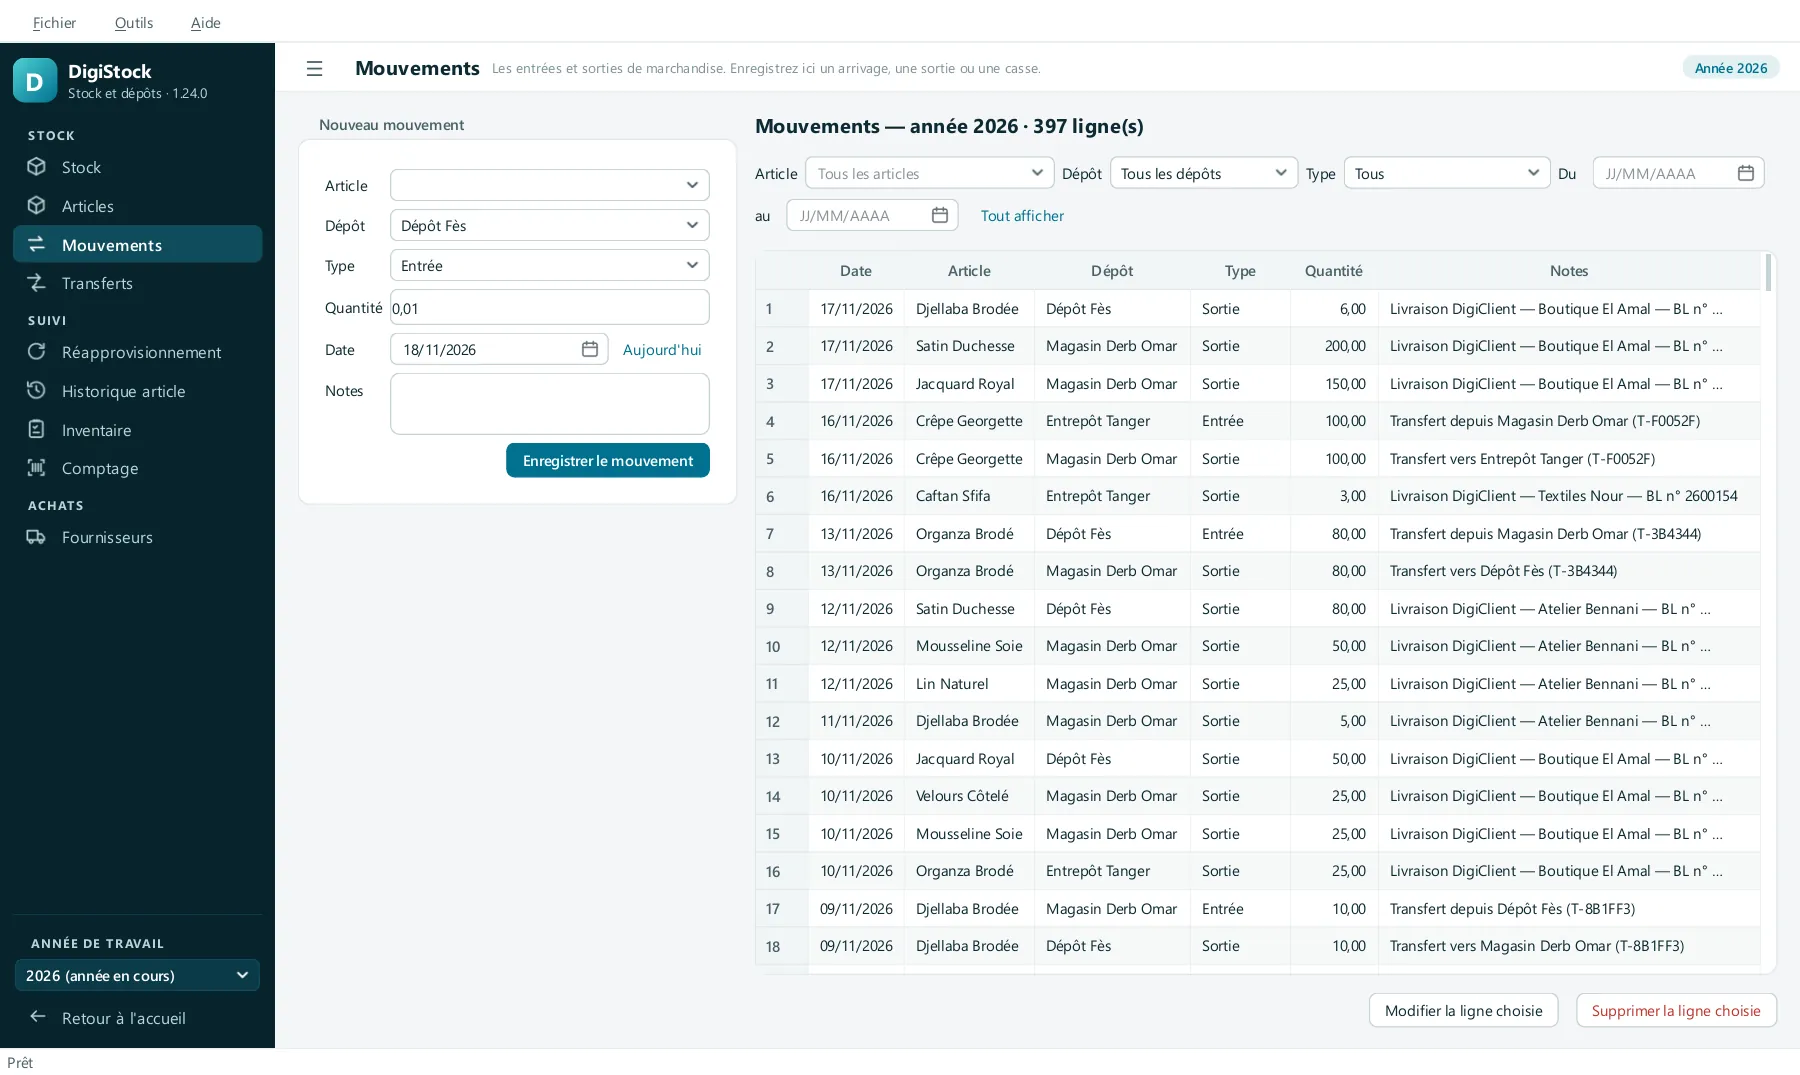 Fichier Outils Aide
DigiStock
Stock et dépôts · 1.24.0
STOCK
Stock
Articles
Mouvements
Transferts
SUIVI
Réapprovisionnement
Historique article
Inventaire
Comptage
ACHATS
Fournisseurs
ANNÉE DE TRAVAIL
2026 (année en cours)
Retour à l'accueil
Prêt
Mouvements Les entrées et sorties de marchandise. Enregistrez ici un arrivage, une sortie ou une casse. Année 2026
Nouveau mouvement
Article
Dépôt Dépôt Fès
Type Entrée
Quantité 0,01
Date 18/11/2026 Aujourd'hui
Notes
Enregistrer le mouvement
Mouvements — année 2026 · 397 ligne(s)
Article Tous les articles Dépôt Tous les dépôts Type Tous Du JJ/MM/AAAA
au JJ/MM/AAAA Tout afficher
Date Article Dépôt Type Quantité Notes
1 17/11/2026 Djellaba Brodée Dépôt Fès Sortie 6,00 Livraison DigiClient — Boutique El Amal — BL n° ...
2 17/11/2026 Satin Duchesse Magasin Derb Omar Sortie 200,00 Livraison DigiClient — Boutique El Amal — BL n° ...
3 17/11/2026 Jacquard Royal Magasin Derb Omar Sortie 150,00 Livraison DigiClient — Boutique El Amal — BL n° ...
4 16/11/2026 Crêpe Georgette Entrepôt Tanger Entrée 100,00 Transfert depuis Magasin Derb Omar (T-F0052F)
5 16/11/2026 Crêpe Georgette Magasin Derb Omar Sortie 100,00 Transfert vers Entrepôt Tanger (T-F0052F)
6 16/11/2026 Caftan Sfifa Entrepôt Tanger Sortie 3,00 Livraison DigiClient — Textiles Nour — BL n° 2600154
7 13/11/2026 Organza Brodé Dépôt Fès Entrée 80,00 Transfert depuis Magasin Derb Omar (T-3B4344)
8 13/11/2026 Organza Brodé Magasin Derb Omar Sortie 80,00 Transfert vers Dépôt Fès (T-3B4344)
9 12/11/2026 Satin Duchesse Dépôt Fès Sortie 80,00 Livraison DigiClient — Atelier Bennani — BL n° ...
10 12/11/2026 Mousseline Soie Magasin Derb Omar Sortie 50,00 Livraison DigiClient — Atelier Bennani — BL n° ...
11 12/11/2026 Lin Naturel Magasin Derb Omar Sortie 25,00 Livraison DigiClient — Atelier Bennani — BL n° ...
12 11/11/2026 Djellaba Brodée Magasin Derb Omar Sortie 5,00 Livraison DigiClient — Atelier Bennani — BL n° ...
13 10/11/2026 Jacquard Royal Dépôt Fès Sortie 50,00 Livraison DigiClient — Boutique El Amal — BL n° ...
14 10/11/2026 Velours Côtelé Magasin Derb Omar Sortie 25,00 Livraison DigiClient — Boutique El Amal — BL n° ...
15 10/11/2026 Mousseline Soie Magasin Derb Omar Sortie 25,00 Livraison DigiClient — Boutique El Amal — BL n° ...
16 10/11/2026 Organza Brodé Entrepôt Tanger Sortie 25,00 Livraison DigiClient — Boutique El Amal — BL n° ...
17 09/11/2026 Djellaba Brodée Magasin Derb Omar Entrée 10,00 Transfert depuis Dépôt Fès (T-8B1FF3)
18 09/11/2026 Djellaba Brodée Dépôt Fès Sortie 10,00 Transfert vers Magasin Derb Omar (T-8B1FF3)
Modifier la ligne choisie Supprimer la ligne choisie